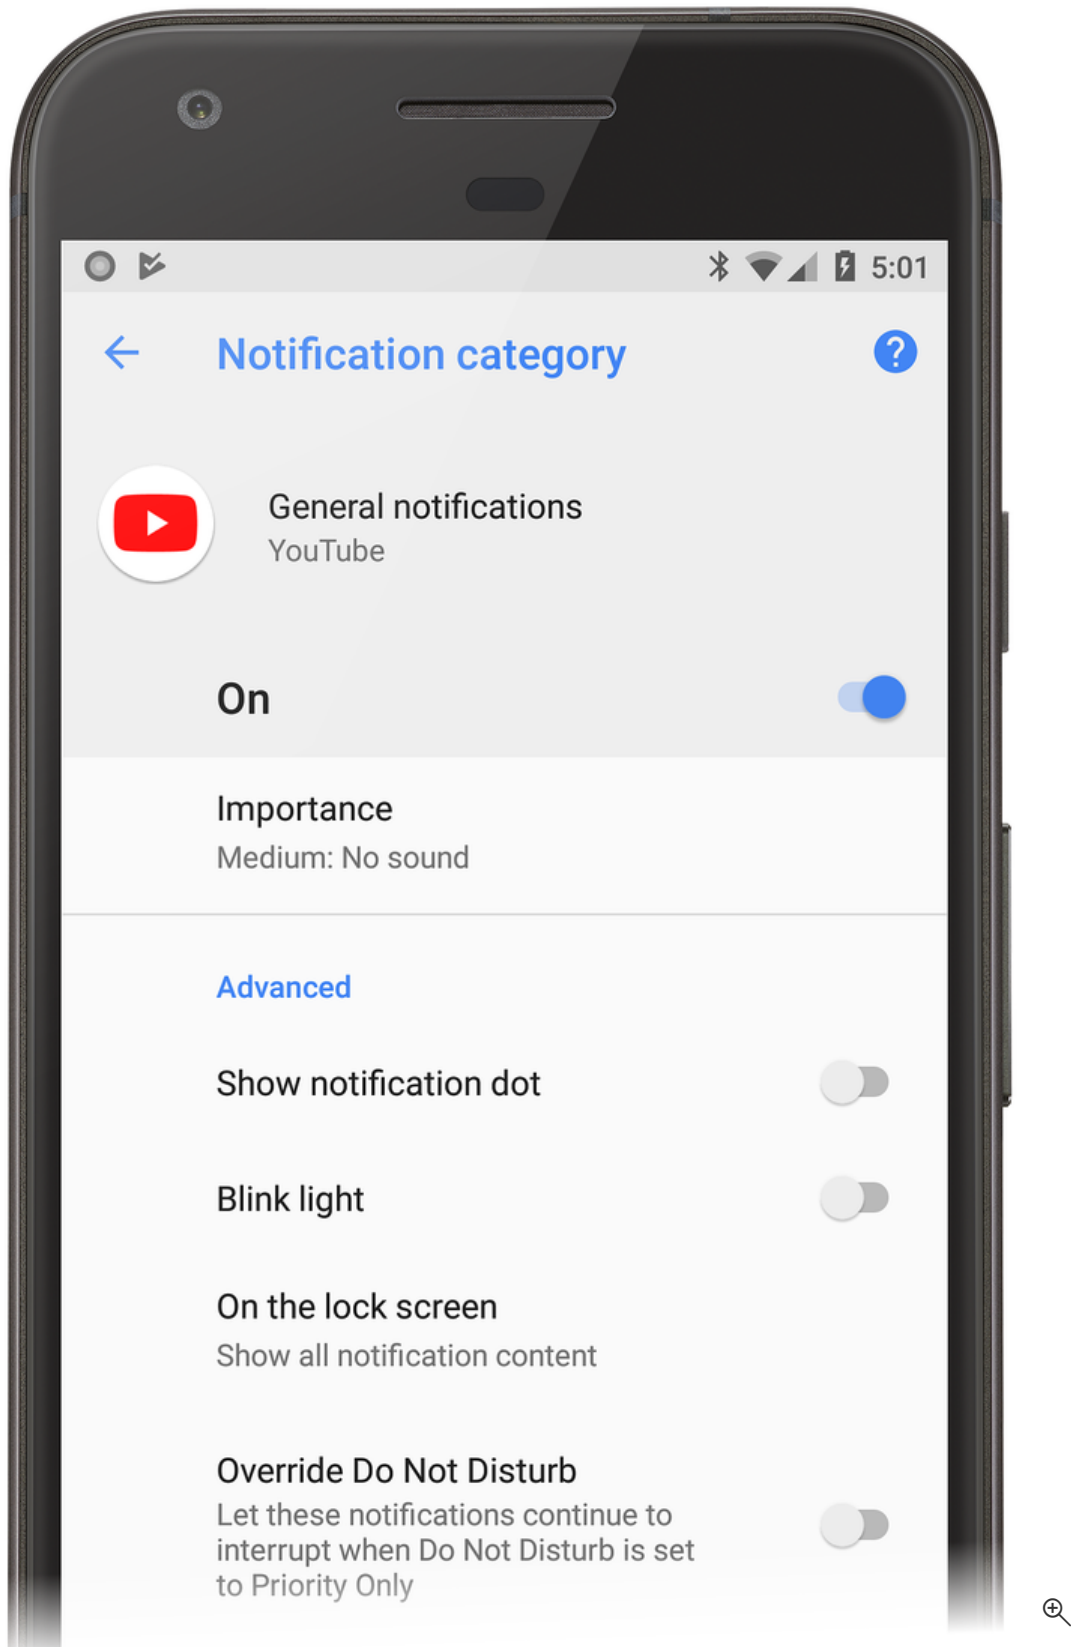 5:01
Notification category
General notifications
YouTube
On
Importance
Medium: No sound
Advanced
Show notification dot
Blink light
On the lock screen
Show all notification content
Override Do Not Disturb
Let these notifications continue to
interrupt when Do Not Disturb is set
to Priority Only